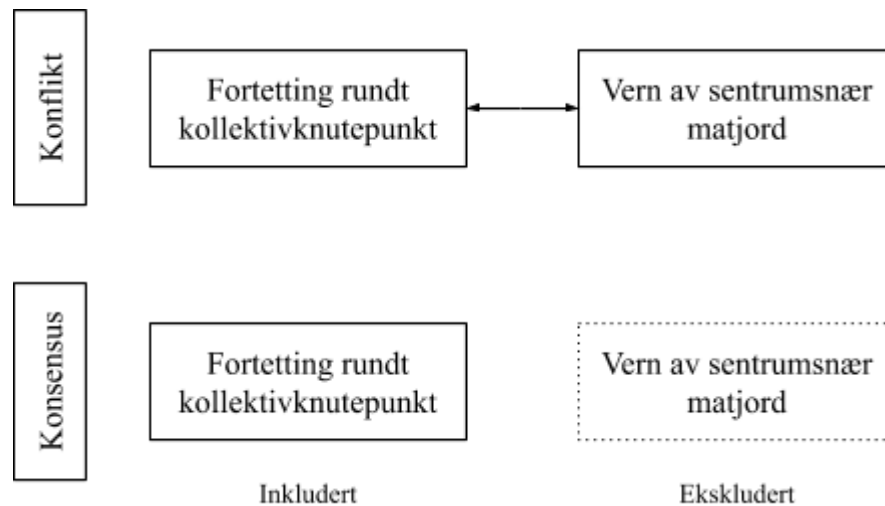 Konflikt
Fortetting rundt
kollektivknutepunkt
Vern av sentrumsnær
matjord
Konsensus
Fortetting rundt
kollektivknutepunkt
Vern av sentrumsnær
matjord
Inkludert
Ekskludert